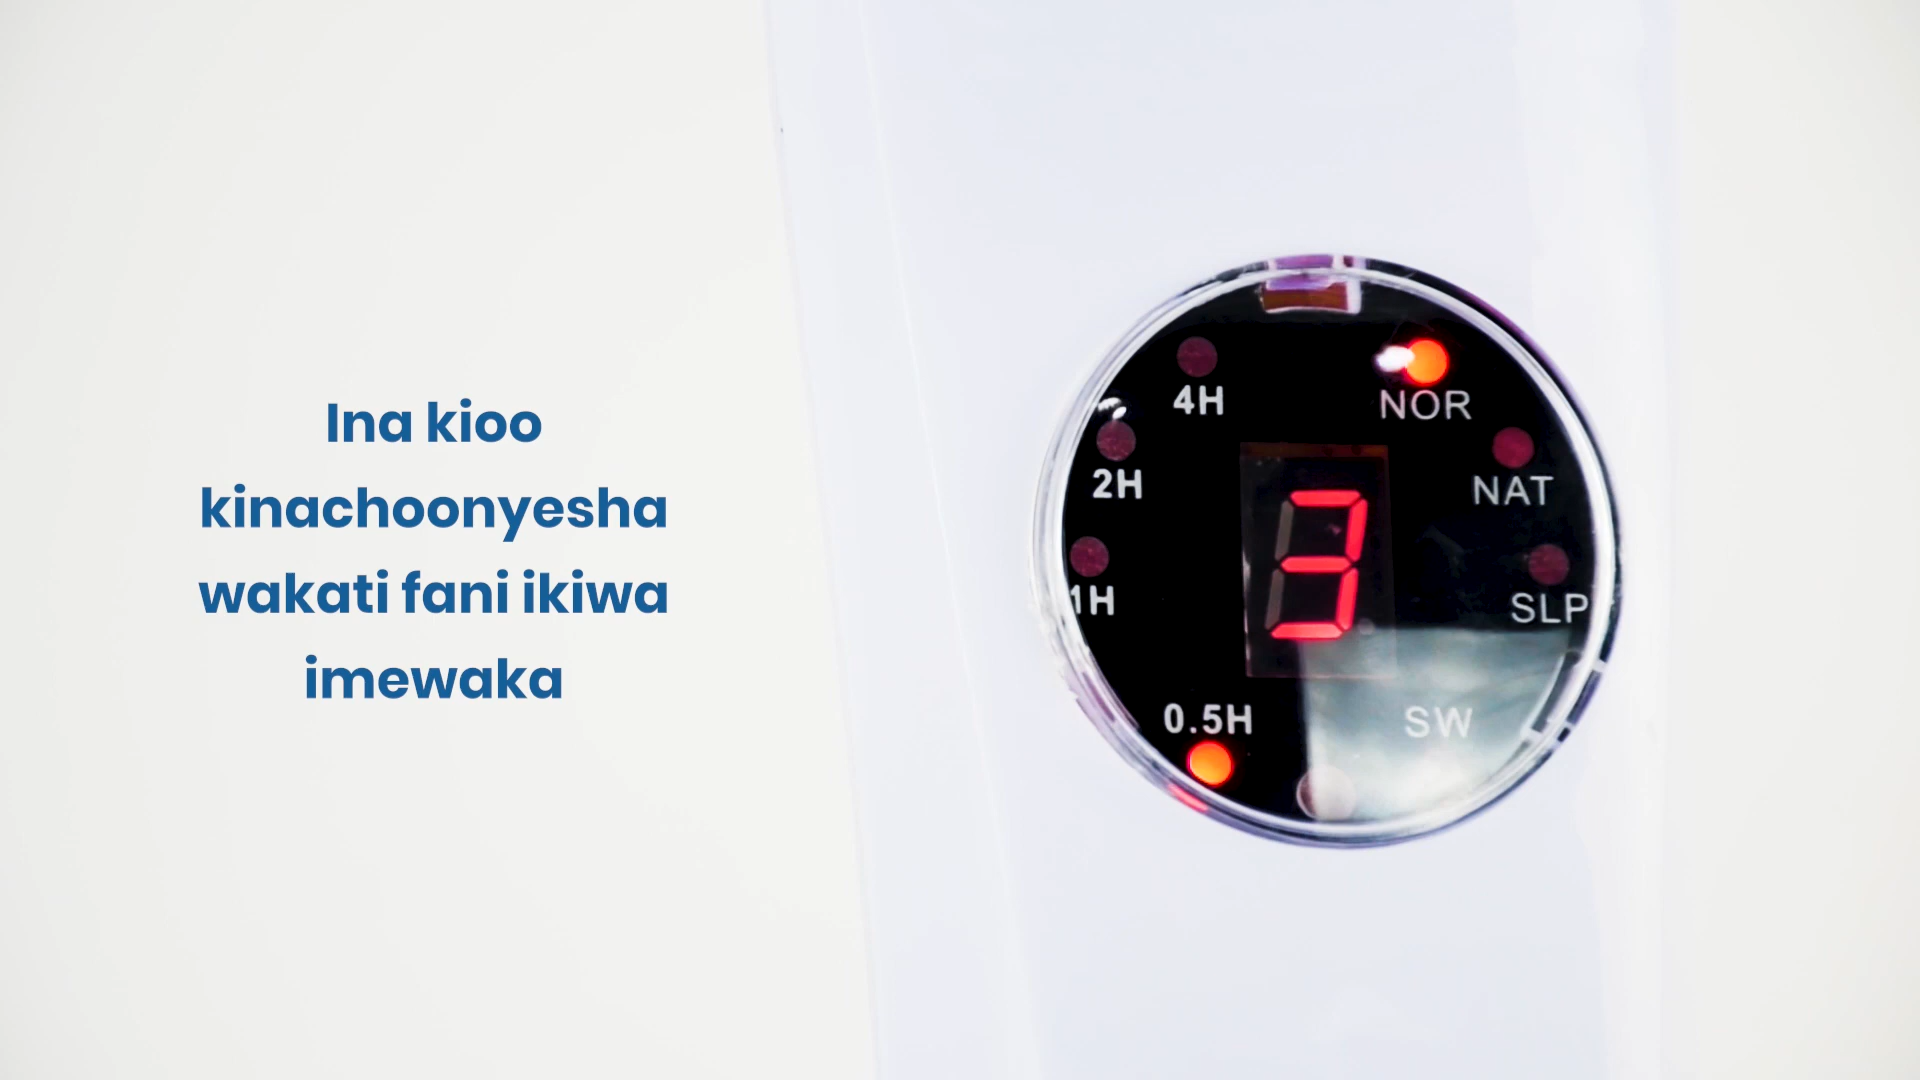 Ina kioo
kinachoonyesha
wakati fani ikiwa
imewaka
4H
NOR
2H
NAT
3
1H
SLP
0.5H
SW